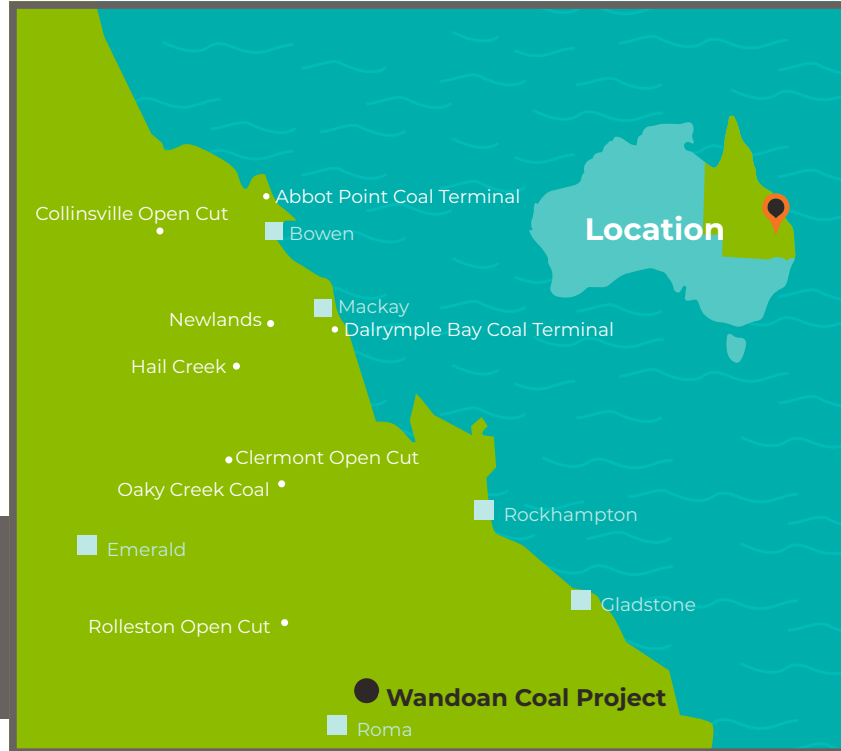 Abbot Point Coal Terminal
Collinsville Open Cut
Bowen
Location
Mackay
Newlands
Dalrymple Bay Coal Terminal
Hail Creek
Clermont Open Cut
Oaky Creek Coal
Rockhampton
Emerald
Gladstone
Rolleston Open Cut
Wandoan Coal Project
Roma